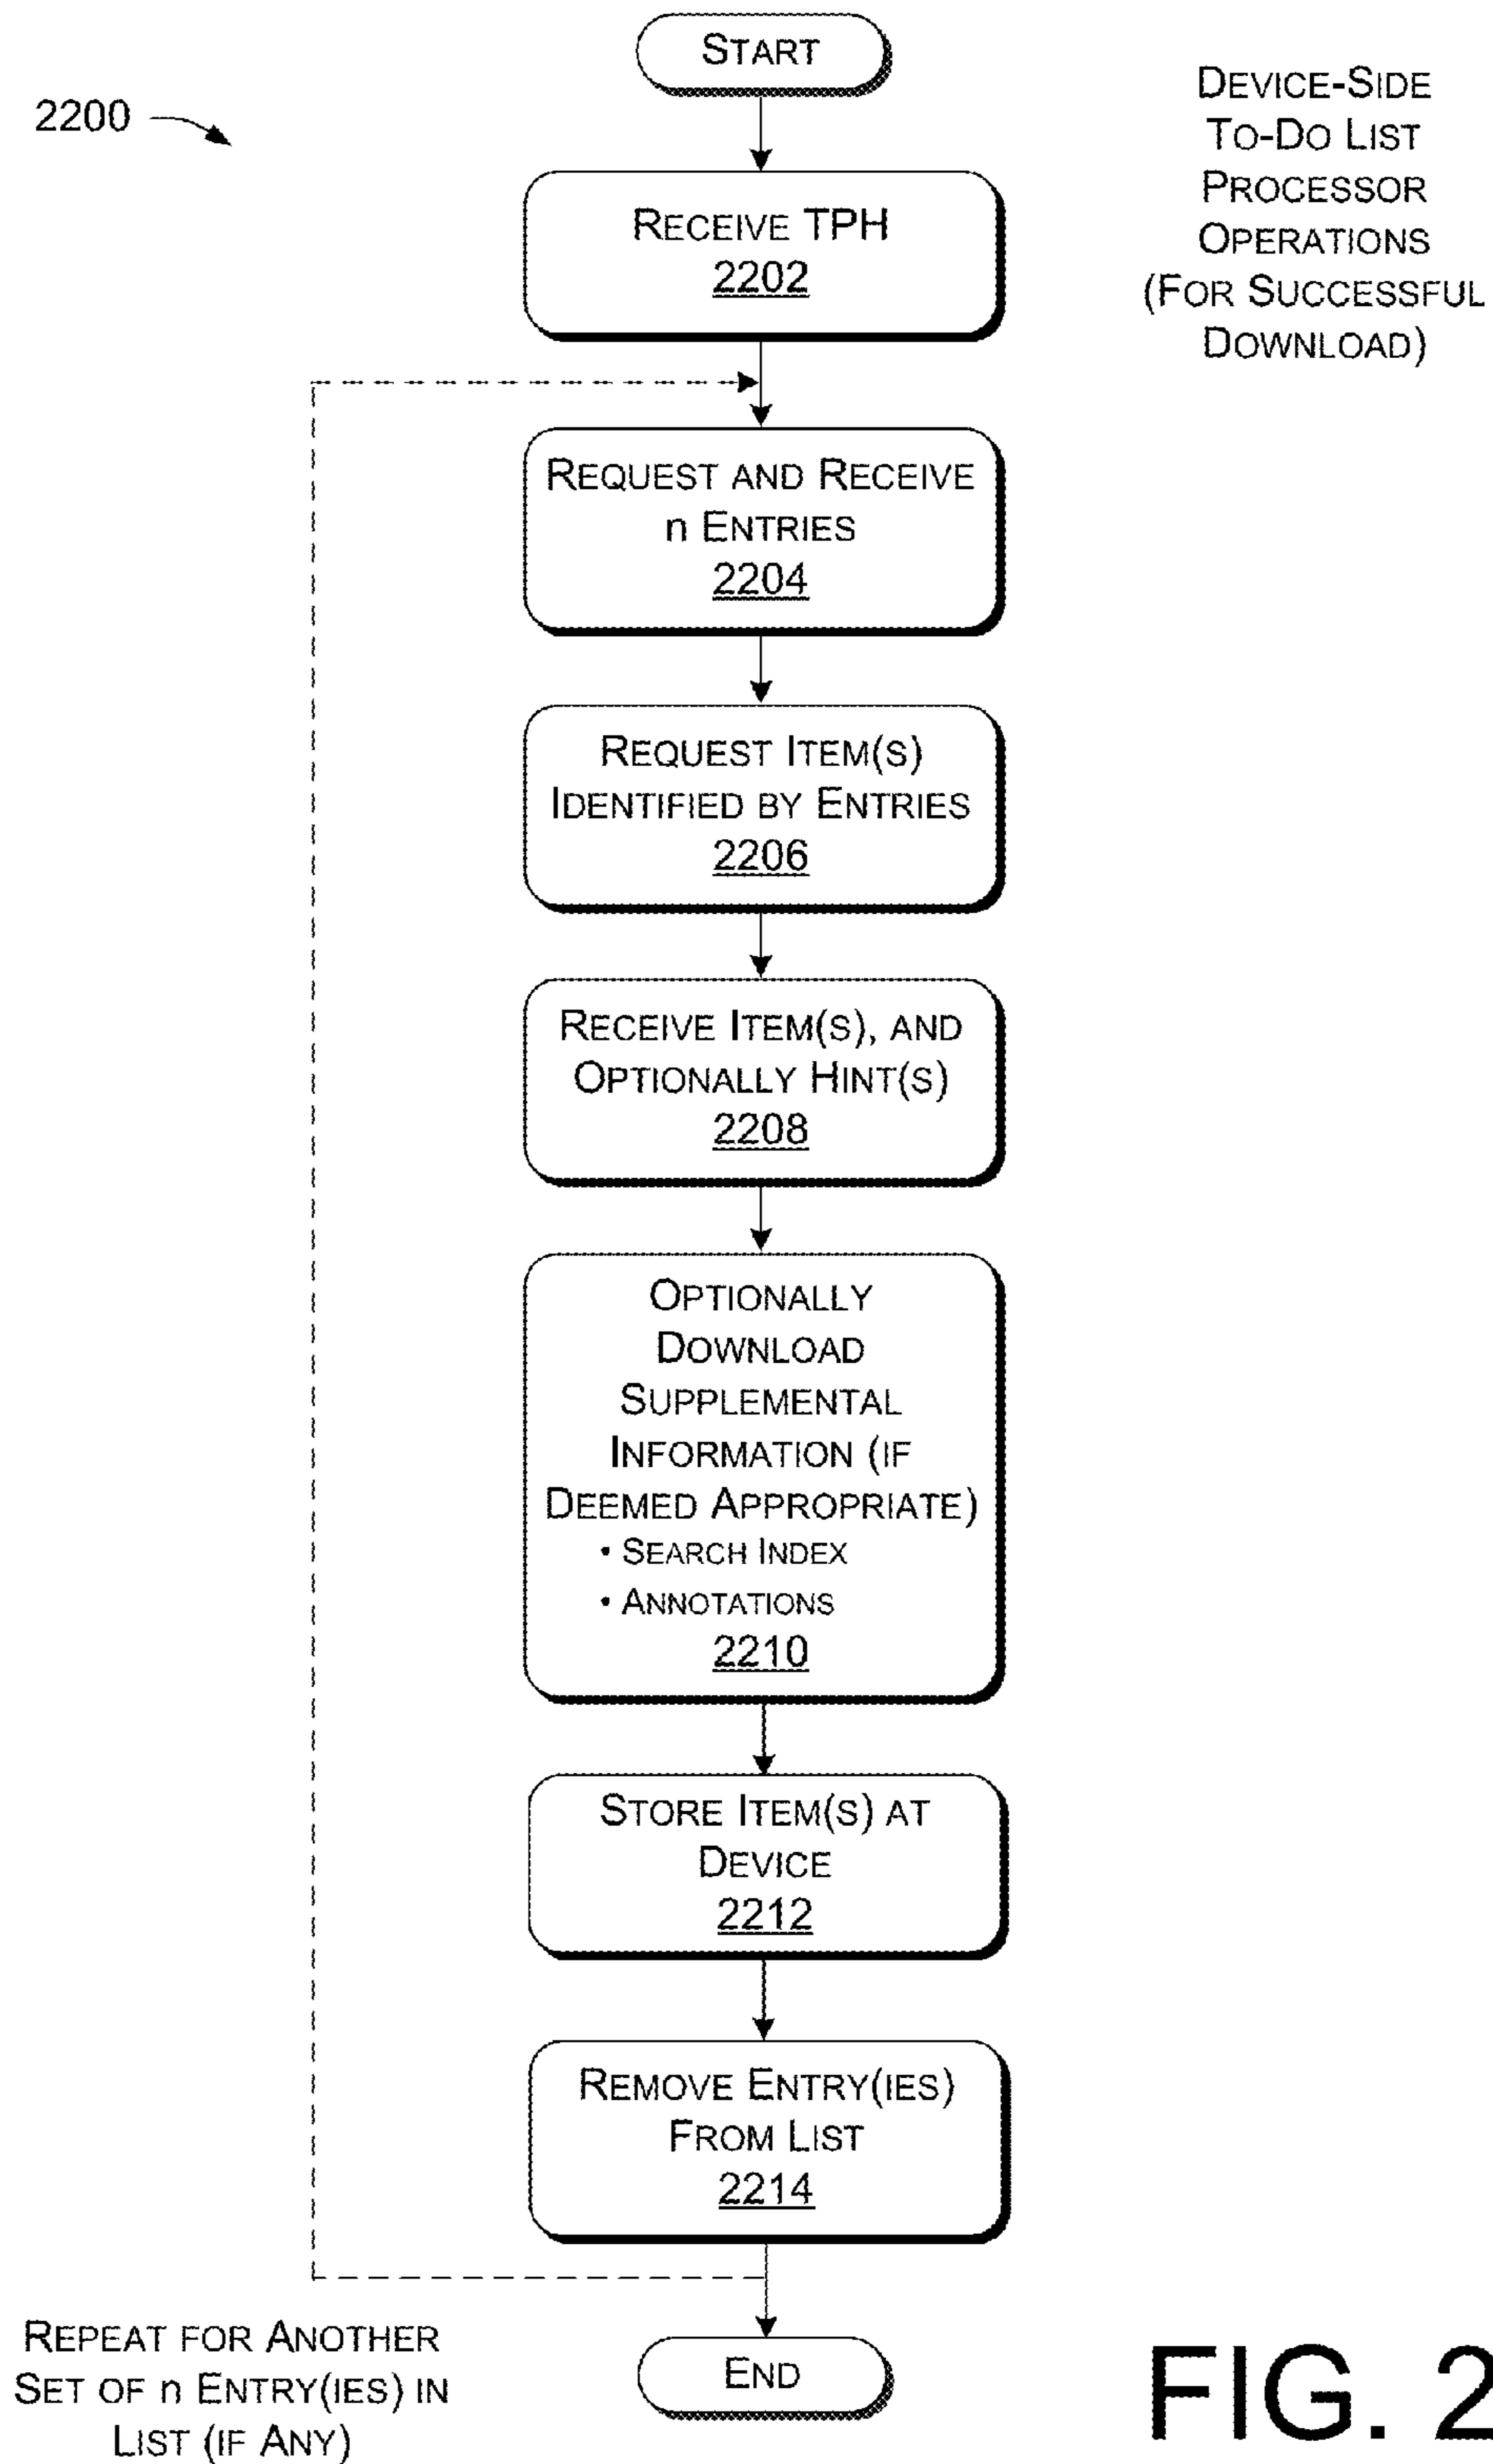 START
2200
DEVICE-SIDE
TO-DO LIST
PROCESSOR
OPERATIONS
(FOR SUCCESSFUL
DOWNLOAD)
RECEIVE TPH
2202
REQUEST AND RECEIVE
n ENTRIES
2204
REQUEST ITEM(S)
IDENTIFIED BY ENTRIES
2206
RECEIVE ITEM(S), AND
OPTIONALLY HINT(S)
2208
OPTIONALLY
DOWNLOAD
SUPPLEMENTAL
INFORMATION (IF
DEEMED APPROPRIATE)
• SEARCH INDEX
• ANNOTATIONS
2210
STORE ITEM(S) AT
DEVICE
2212
REMOVE ENTRY(IES)
FROM LIST
2214
REPEAT FOR ANOTHER
SET OF n ENTRY(IES) IN
LIST (IF ANY)
END
FIG. 2